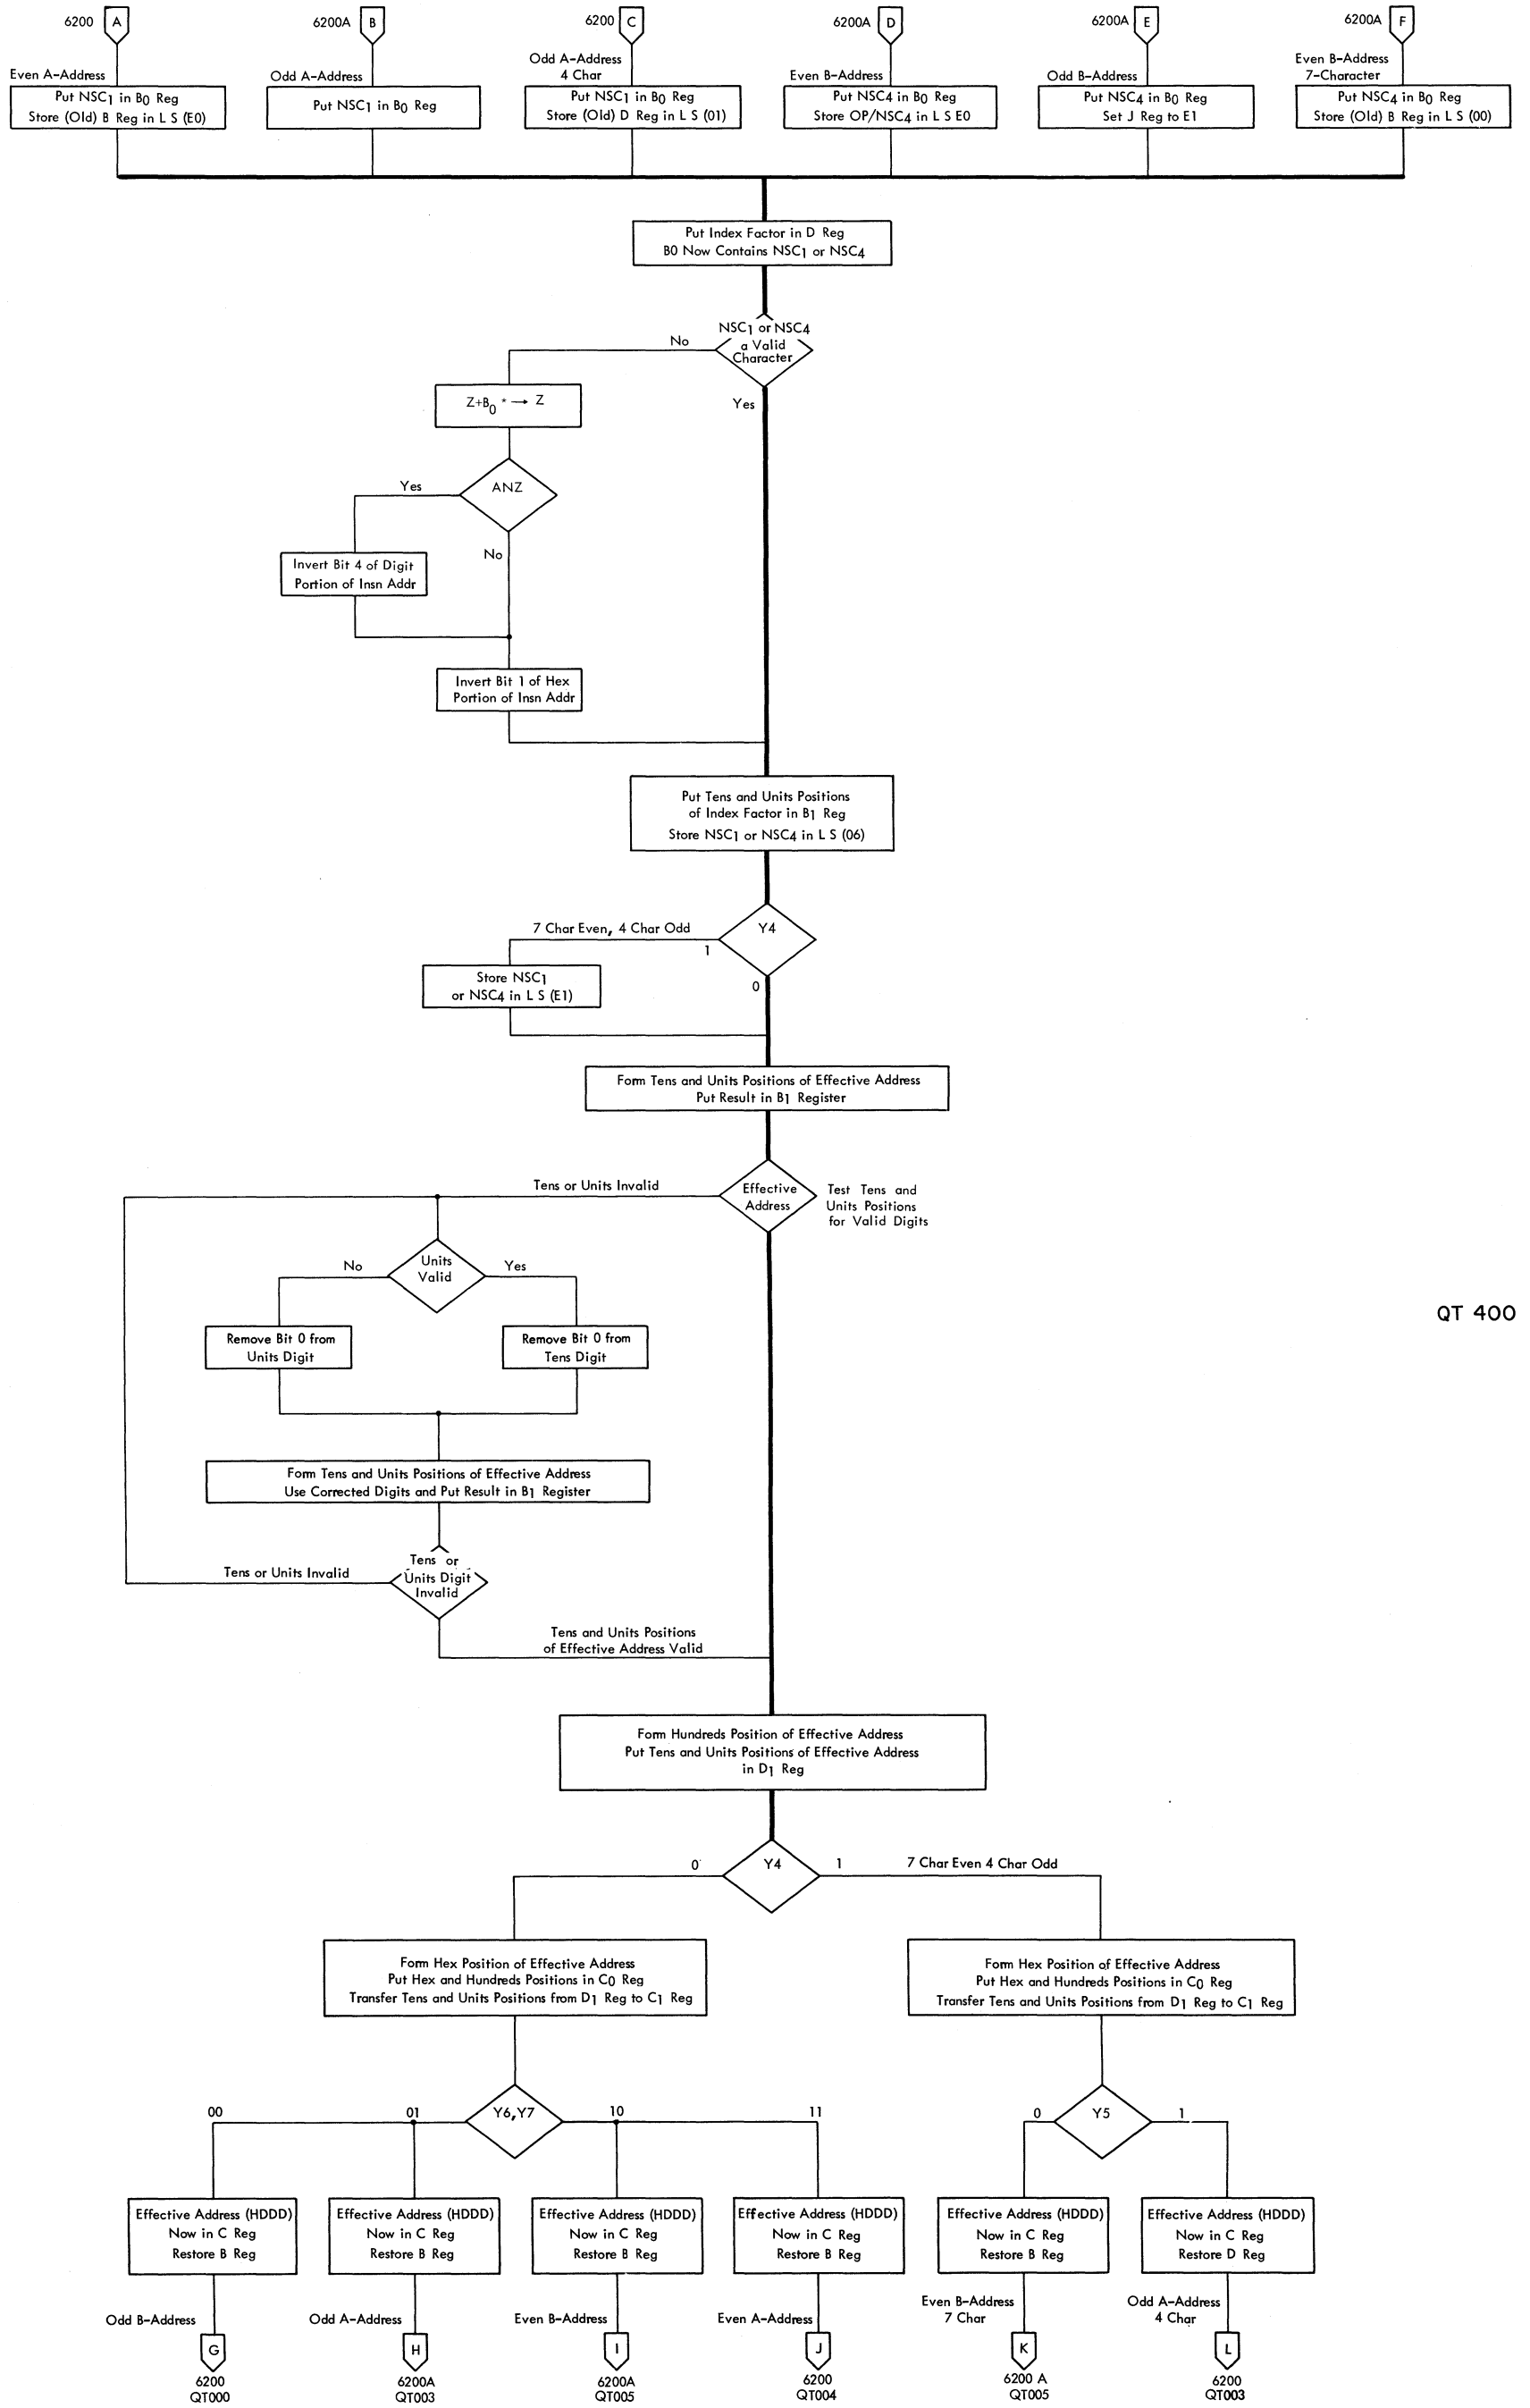 6200 A
6200A B
6200 C
6200A D
6200A E
6200A F
Even A-Address
Odd A-Address
Odd A-Address
4 Char
Even B-Address
Odd B-Address
Even B-Address
7-Character
Put NSC1 in B0 Reg
Store (Old) B Reg in L S (E0)
Put NSC1 in B0 Reg
Put NSC1 in B0 Reg
Store (Old) D Reg in L S (01)
Put NSC4 in B0 Reg
Store OP/NSC4 in L S E0
Put NSC4 in B0 Reg
Set J Reg to E1
Put NSC4 in B0 Reg
Store (Old) B Reg in L S (00)
Put Index Factor in D Reg
B0 Now Contains NSC1 or NSC4
NSC1 or NSC4
a Valid
Character
No
Yes
Z+B0 * → Z
ANZ
Yes
No
Invert Bit 4 of Digit
Portion of Insn Addr
Invert Bit 1 of Hex
Portion of Insn Addr
Put Tens and Units Positions
of Index Factor in B1 Reg
Store NSC1 or NSC4 in L S (06)
7 Char Even, 4 Char Odd
Y4
1
0
Store NSC1
or NSC4 in L S (E1)
Form Tens and Units Positions of Effective Address
Put Result in B1 Register
Tens or Units Invalid
Effective
Address
Test Tens and
Units Positions
for Valid Digits
Units
Valid
No
Yes
Remove Bit 0 from
Units Digit
Remove Bit 0 from
Tens Digit
QT 400
Form Tens and Units Positions of Effective Address
Use Corrected Digits and Put Result in B1 Register
Tens or
Units Digit
Invalid
Tens or Units Invalid
Tens and Units Positions
of Effective Address Valid
Form Hundreds Position of Effective Address
Put Tens and Units Positions of Effective Address
in D1 Reg
0
Y4
1
7 Char Even 4 Char Odd
Form Hex Position of Effective Address
Put Hex and Hundreds Positions in C0 Reg
Transfer Tens and Units Positions from D1 Reg to C1 Reg
Form Hex Position of Effective Address
Put Hex and Hundreds Positions in C0 Reg
Transfer Tens and Units Positions from D1 Reg to C1 Reg
00
01
Y6,Y7
10
11
0
Y5
1
Effective Address (HDDD)
Now in C Reg
Restore B Reg
Effective Address (HDDD)
Now in C Reg
Restore B Reg
Effective Address (HDDD)
Now in C Reg
Restore B Reg
Effective Address (HDDD)
Now in C Reg
Restore B Reg
Effective Address (HDDD)
Now in C Reg
Restore B Reg
Effective Address (HDDD)
Now in C Reg
Restore D Reg
Odd B-Address
Odd A-Address
Even B-Address
Even A-Address
Even B-Address
7 Char
Odd A-Address
4 Char
G
H
I
J
K
L
6200
QT000
6200A
QT003
6200A
QT005
6200
QT004
6200 A
QT005
6200
QT003